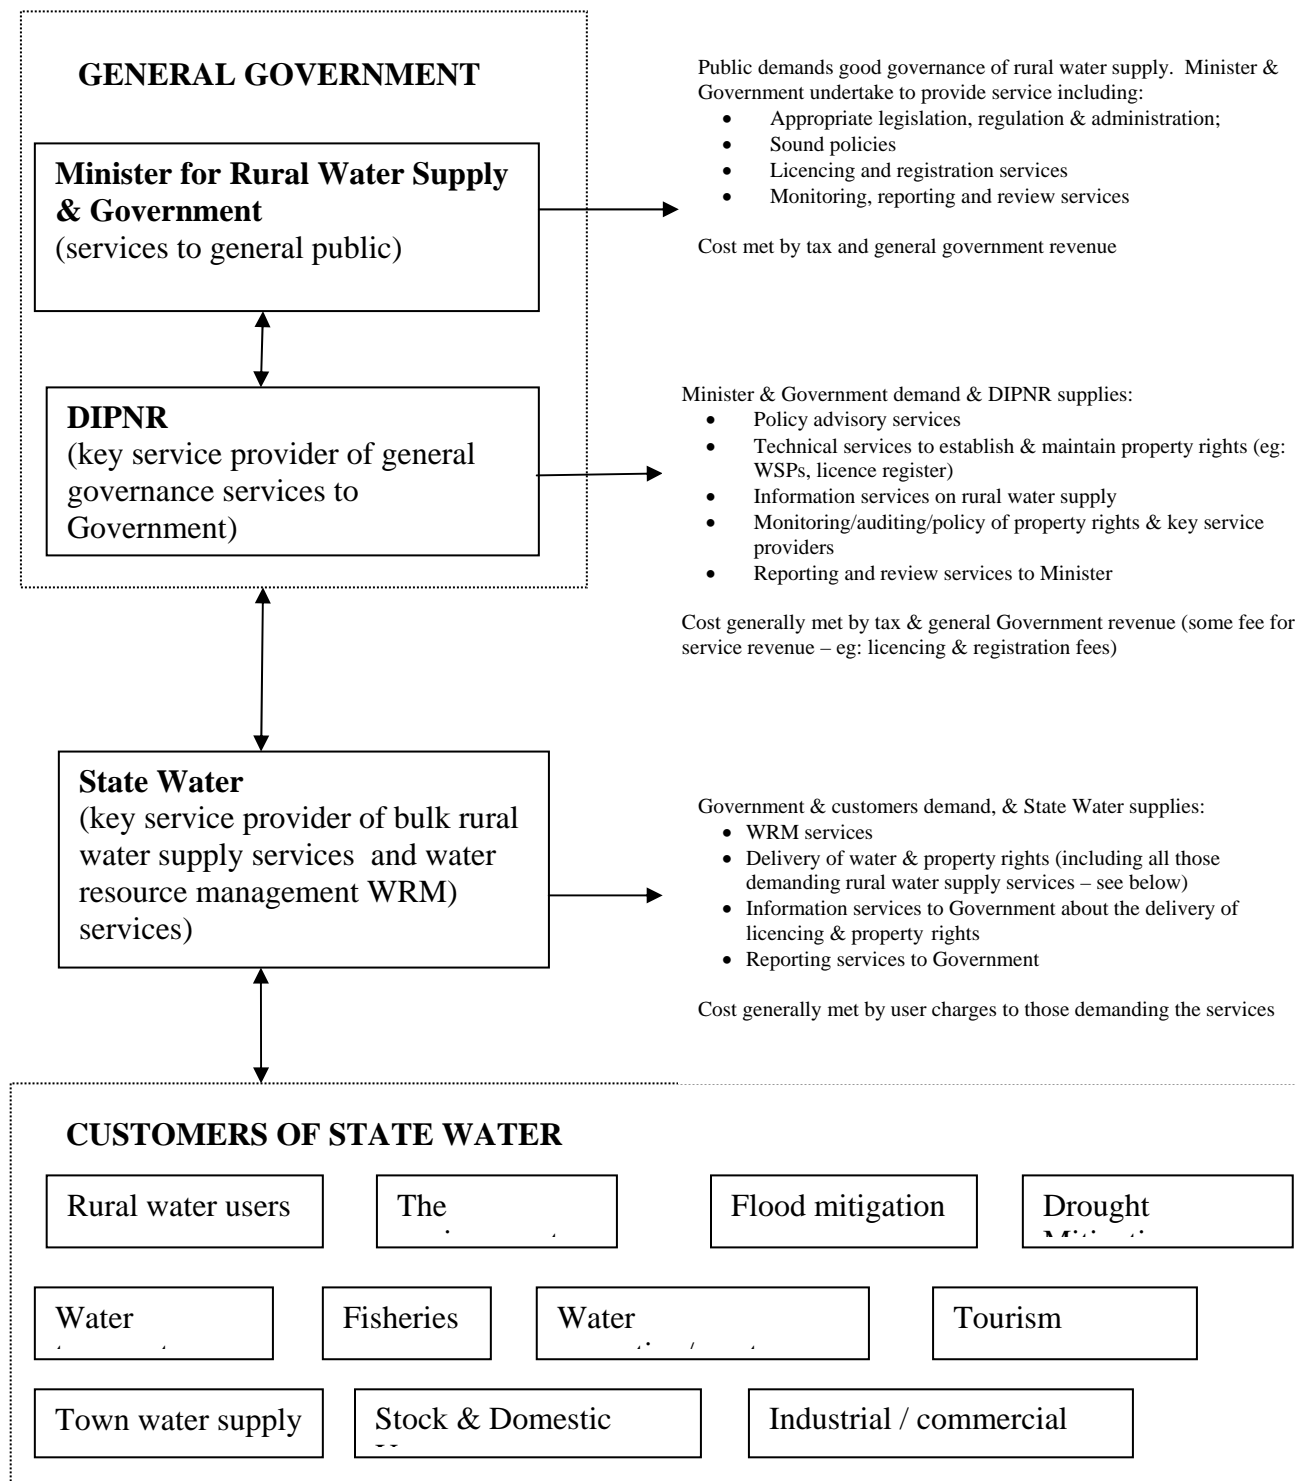 GENERAL GOVERNMENT
Minister for Rural Water Supply
& Government
(services to general public)
Public demands good governance of rural water supply.  Minister &
Government undertake to provide service including:
• Appropriate legislation, regulation & administration;
• Sound policies
• Licencing and registration services
• Monitoring, reporting and review services
Cost met by tax and general government revenue
DIPNR
(key service provider of general
governance services to
Government)
Minister & Government demand & DIPNR supplies:
• Policy advisory services
• Technical services to establish & maintain property rights (eg:
WSPs, licence register)
• Information services on rural water supply
• Monitoring/auditing/policy of property rights & key service
providers
• Reporting and review services to Minister
Cost generally met by tax & general Government revenue (some fee for
service revenue – eg: licencing & registration fees)
State Water
(key service provider of bulk rural
water supply services  and water
resource management WRM)
services)
Government & customers demand, & State Water supplies:
• WRM services
• Delivery of water & property rights (including all those
demanding rural water supply services – see below)
• Information services to Government about the delivery of
licencing & property rights
• Reporting services to Government
Cost generally met by user charges to those demanding the services
CUSTOMERS OF STATE WATER
Rural water users
The
Flood mitigation
Drought
Water
Fisheries
Water
Tourism
Town water supply
Stock & Domestic
Industrial / commercial